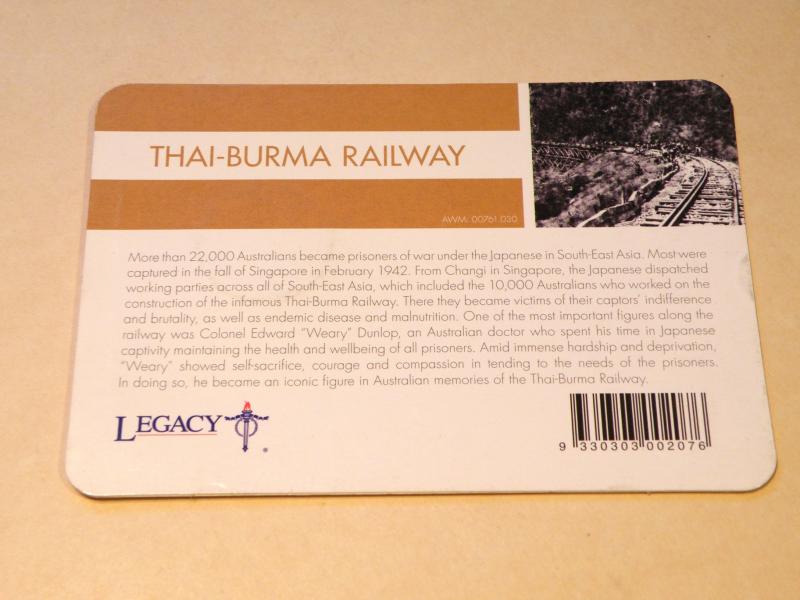 THAI-BURMA RAILWAY
AWM: 00761.030
More than 22,000 Australians became prisoners of war under the Japanese in South-East Asia. Most were
captured in the fall of Singapore in February 1942. From Changi in Singapore, the Japanese dispatched
working parties across all of South-East Asia, which included the 10,000 Australians who worked on the
construction of the infamous Thai-Burma Railway. There they became victims of their captors' indifference
and brutality, as well as endemic disease and malnutrition. One of the most important figures along the
railway was Colonel Edward "Weary" Dunlop, an Australian doctor who spent his time in Japanese
captivity maintaining the health and wellbeing of all prisoners. Amid immense hardship and deprivation,
"Weary" showed self-sacrifice, courage and compassion in tending to the needs of the prisoners.
In doing so, he became an iconic figure in Australian memories of the Thai-Burma Railway.
LEGACY ®
9 330303 002076